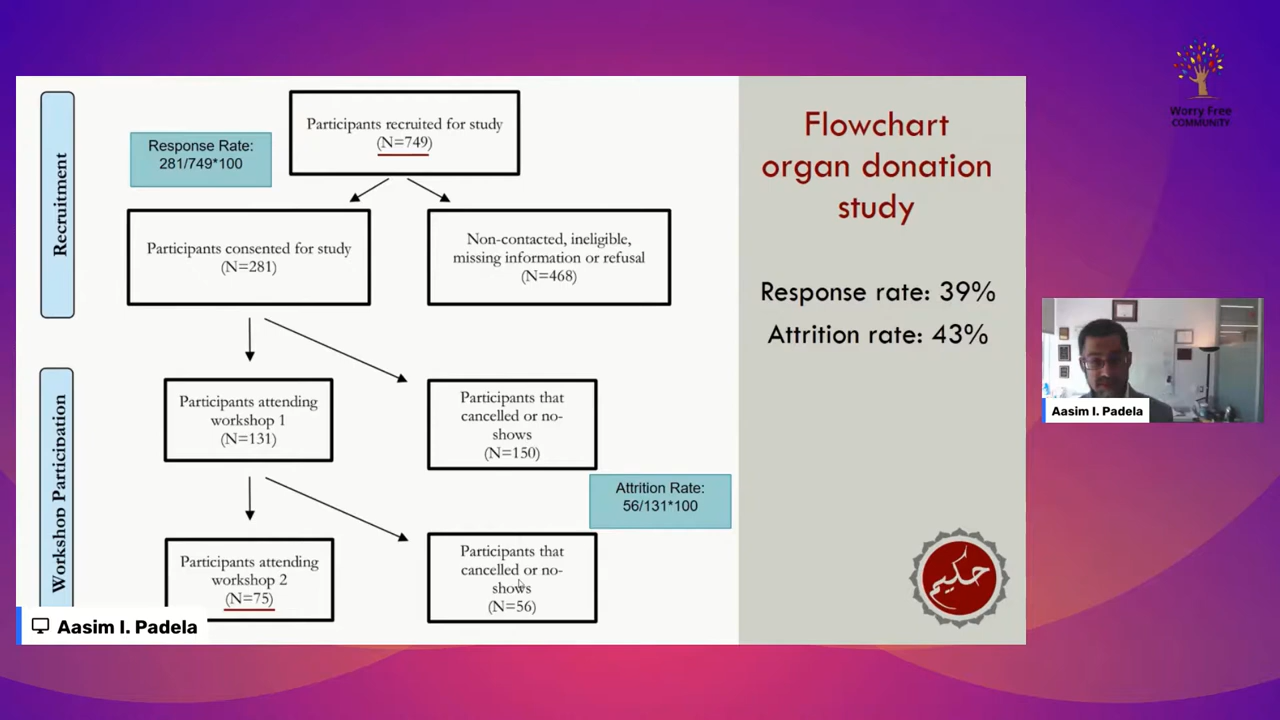 Worry Free
COMMUNITY
Flowchart
organ donation
study
Response rate: 39%
Attrition rate: 43%
Recruitment
Response Rate:
281/749*100
Participants recruited for study
(N=749)
Participants consented for study
(N=281)
Non-contacted, ineligible,
missing information or refusal
(N=468)
Workshop Participation
Participants attending
workshop 1
(N=131)
Participants that
cancelled or no-
shows
(N=150)
Attrition Rate:
56/131*100
Participants attending
workshop 2
(N=75)
Participants that
cancelled or no-
shows
(N=56)
حكيم
Aasim I. Padela
Aasim I. Padela